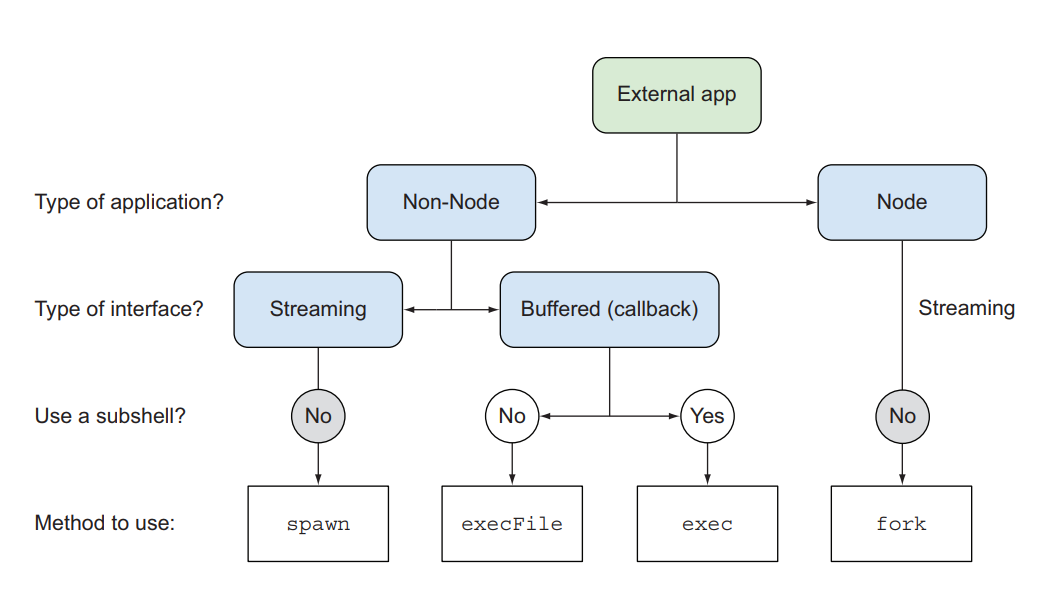 External app
Type of application?
Non-Node
Node
Type of interface?
Streaming
Buffered (callback)
Streaming
Use a subshell?
No
No
Yes
No
Method to use:
spawn
execFile
exec
fork